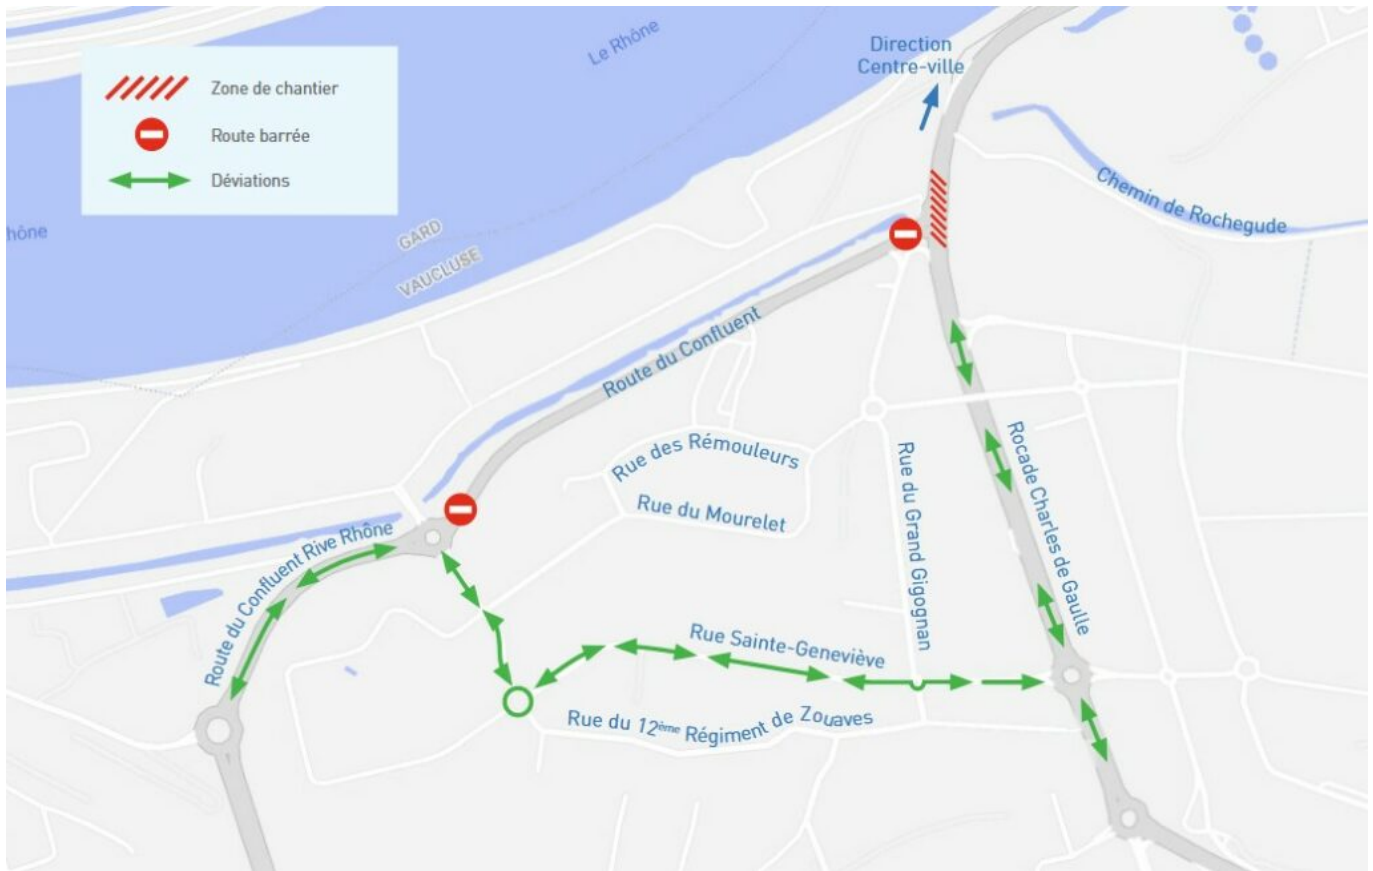 Le Rhône
Direction
Centre-ville
Zone de chantier
Route barrée
Déviations
hône
GARD
VAUCLUSE
Chemin de Rochegude
Route du Confluent
Rue des Rémouleurs
Rue du Mourelet
Rue du Grand Gigognan
Rocade Charles de Gaulle
Route du Confluent Rive Rhône
Rue Sainte-Geneviève
Rue du 12ème Régiment de Zouaves